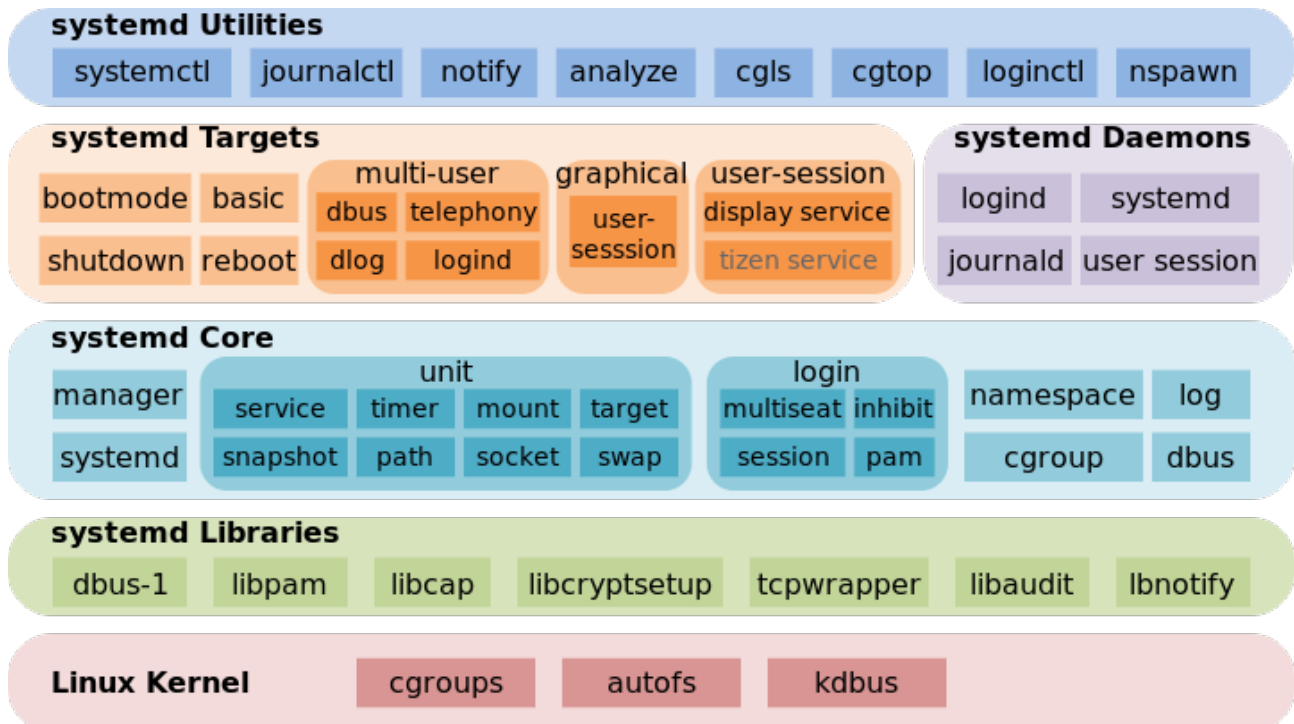 systemd Utilities
systemctl journalctl notify analyze cgls cgtop loginctl nspawn
systemd Targets
bootmode basic
shutdown reboot
multi-user
dbus telephony
dlog logind
graphical
user-
sesssion
user-session
display service
tizen service
systemd Daemons
logind systemd
journald user session
systemd Core
manager
systemd
unit
service timer mount target
snapshot path socket swap
login
multiseat inhibit
session pam
namespace log
cgroup dbus
systemd Libraries
dbus-1 libpam libcap libcryptsetup tcpwrapper libaudit lbnotify
Linux Kernel cgroups autofs kdbus